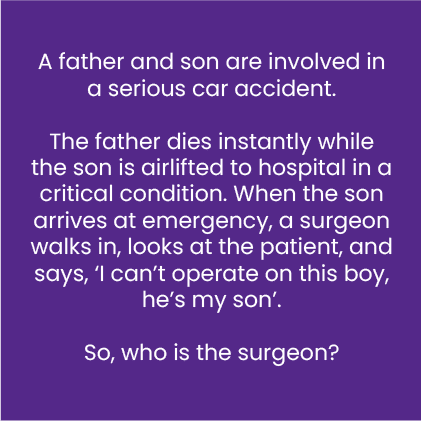 A father and son are involved in
a serious car accident.
The father dies instantly while
the son is airlifted to hospital in a
critical condition. When the son
arrives at emergency, a surgeon
walks in, looks at the patient, and
says, ‘I can’t operate on this boy,
he’s my son’.
So, who is the surgeon?